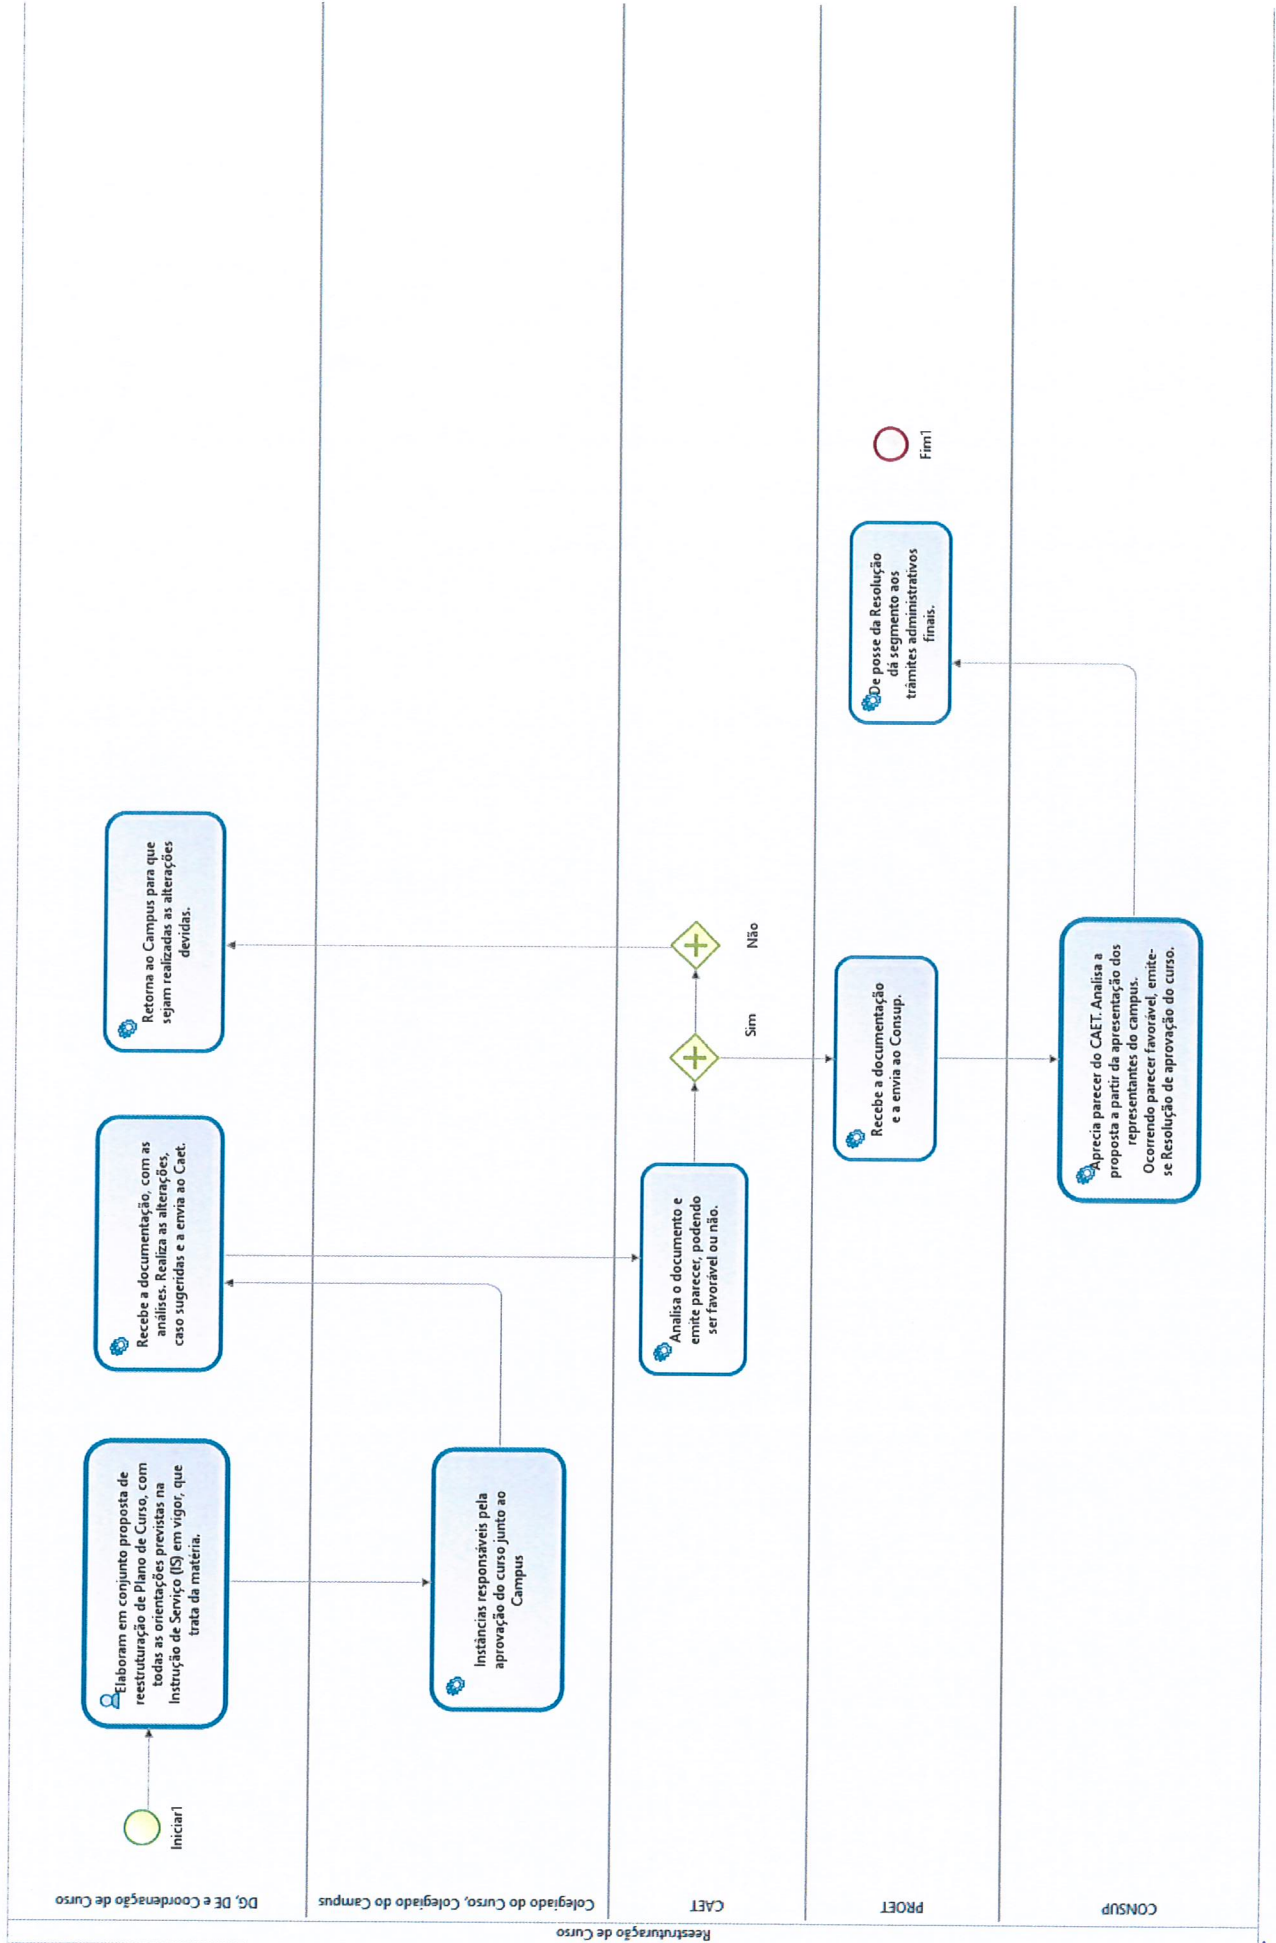 Reestruturação de Curso
DG, DE e Coordenação de Curso
Iniciar1
Elaboram em conjunto proposta de
reestruturação de Plano de Curso, com
todas as orientações previstas na
Instrução de Serviço (IS) em vigor, que
trata da matéria.
Recebe a documentação, com as
análises. Realiza as alterações,
caso sugeridas e a envia ao Caet.
Retorna ao Campus para que
sejam realizadas as alterações
devidas.
Colegiado do Curso, Colegiado do Campus
Instâncias responsáveis pela
aprovação do curso junto ao
Campus
CAET
Analisa o documento e
emite parecer, podendo
ser favorável ou não.
Sim
Não
PROET
Recebe a documentação
e a envia ao Consup.
De posse da Resolução
dá segmento aos
trâmites administrativos
finais.
Fim1
CONSUP
Aprecia parecer do CAET. Analisa a
proposta a partir da apresentação dos
representantes do campus.
Ocorrendo parecer favorável, emite-
se Resolução de aprovação do curso.